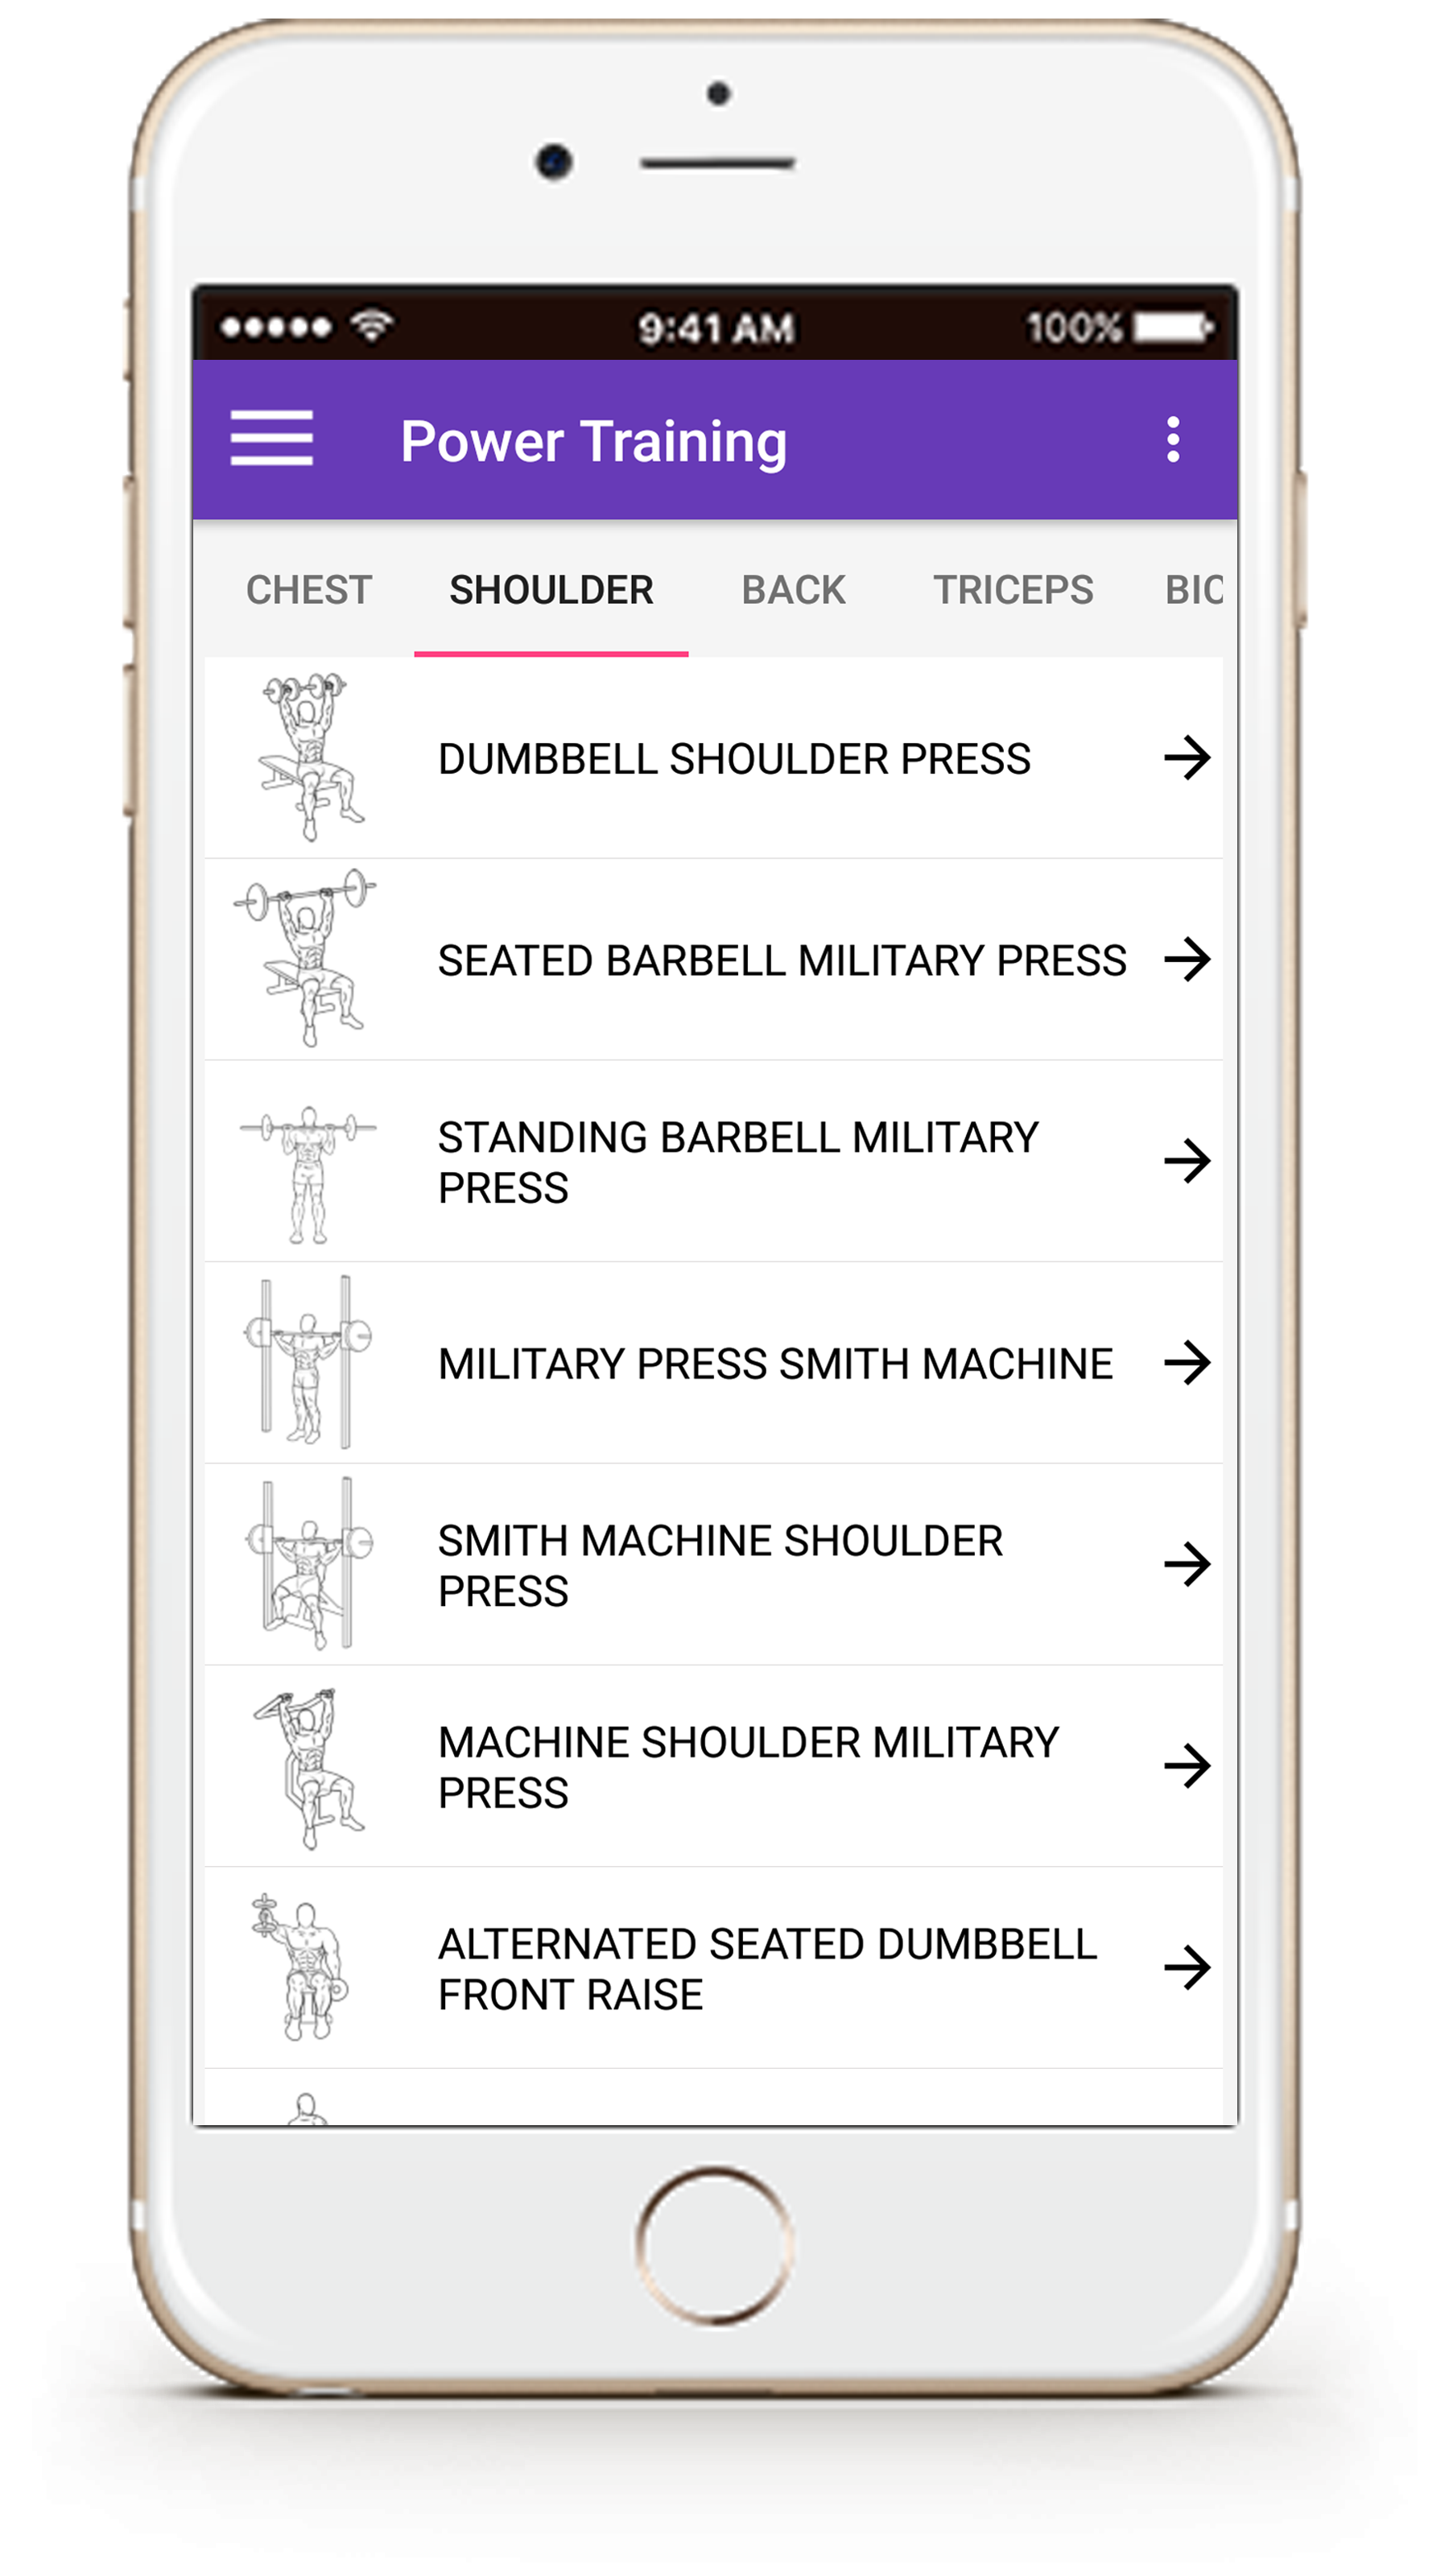 9:41 AM
100%
Power Training
CHEST SHOULDER BACK TRICEPS BIC
DUMBBELL SHOULDER PRESS
SEATED BARBELL MILITARY PRESS
STANDING BARBELL MILITARY
PRESS
MILITARY PRESS SMITH MACHINE
SMITH MACHINE SHOULDER
PRESS
MACHINE SHOULDER MILITARY
PRESS
ALTERNATED SEATED DUMBBELL
FRONT RAISE